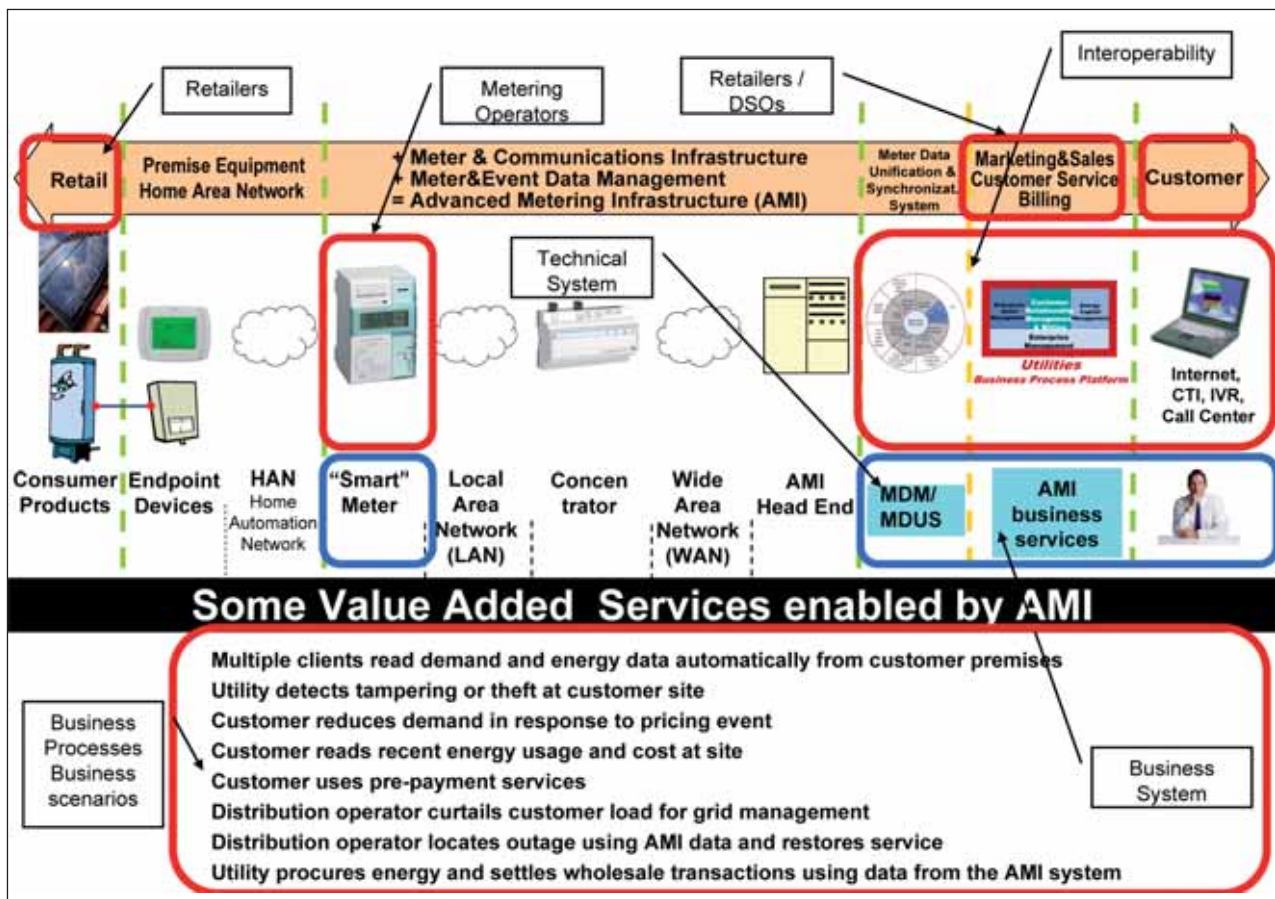 Retailers
Metering
Operators
Retailers /
DSOs
Interoperability
Retail
Premise Equipment
Home Area Network
+ Meter & Communications Infrastructure
+ Meter&Event Data Management
= Advanced Metering Infrastructure (AMI)
Meter Data
Unification &
Synchronizat.
System
Marketing&Sales
Customer Service
Billing
Customer
Technical
System
Enterprise
Management
Utilities
Business Process Platform
Internet,
CTI, IVR,
Call Center
Consumer
Products
Endpoint
Devices
HAN
Home
Automation
Network
“Smart”
Meter
Local
Area
Network
(LAN)
Concen
trator
Wide
Area
Network
(WAN)
AMI
Head End
MDM/
MDUS
AMI
business
services
Some Value Added Services enabled by AMI
Multiple clients read demand and energy data automatically from customer premises
Utility detects tampering or theft at customer site
Customer reduces demand in response to pricing event
Customer reads recent energy usage and cost at site
Customer uses pre-payment services
Distribution operator curtails customer load for grid management
Distribution operator locates outage using AMI data and restores service
Utility procures energy and settles wholesale transactions using data from the AMI system
Business
Processes
Business
scenarios
Business
System